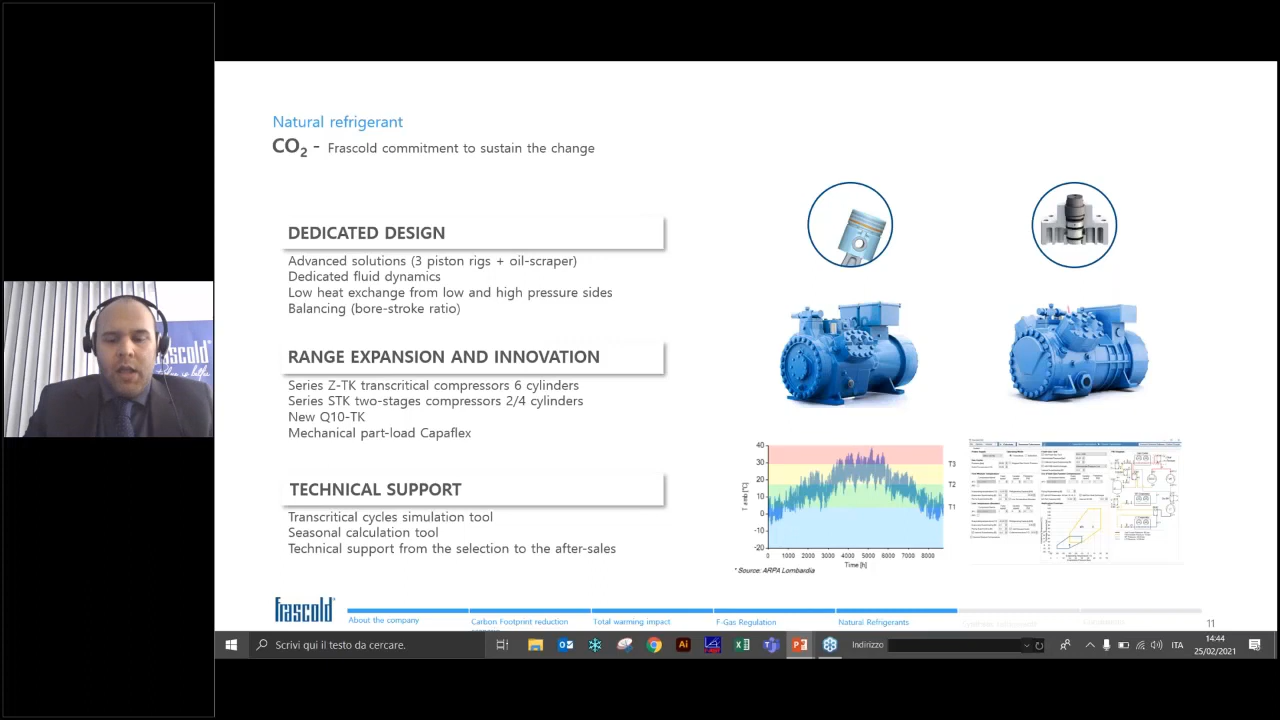 Natural refrigerant
CO₂ - Frascold commitment to sustain the change
DEDICATED DESIGN
Advanced solutions (3 piston rigs + oil-scraper)
Dedicated fluid dynamics
Low heat exchange from low and high pressure sides
Balancing (bore-stroke ratio)
RANGE EXPANSION AND INNOVATION
Series Z-TK transcritical compressors 6 cylinders
Series STK two-stages compressors 2/4 cylinders
New Q10-TK
Mechanical part-load Capaflex
TECHNICAL SUPPORT
Transcritical cycles simulation tool
Seasonal calculation tool
Technical support from the selection to the after-sales
frascold
T amb [°C]
40
30
20
10
0
-10
-20
T3
T2
T1
0 1000 2000 3000 4000 5000 6000 7000 8000
Time [h]
* Source: ARPA Lombardia
frascold
About the company
Carbon Footprint reduction
Total warming impact
F-Gas Regulation
Natural Refrigerants
11
Scrivi qui il testo da cercare.
Indirizzo
ITA
14:44
25/02/2021